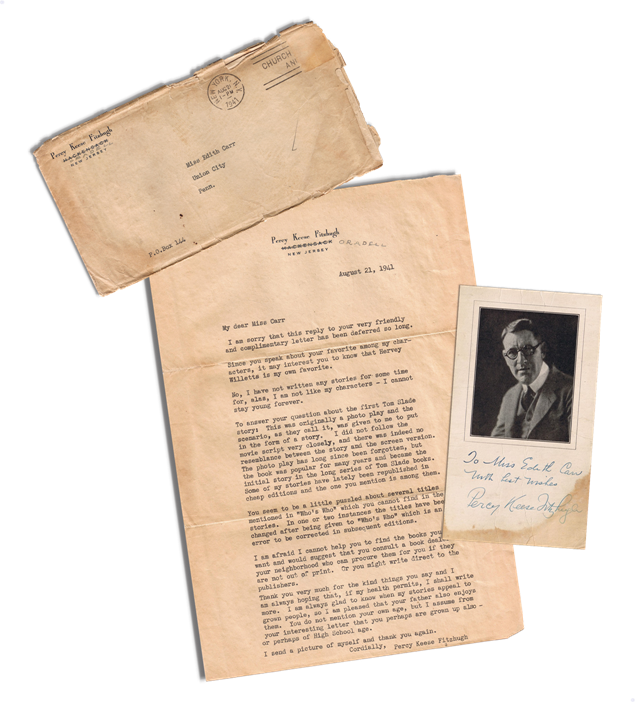 Percy Keese Fitzhugh
HACKENSACK
NEW JERSEY
NEW YORK, N.Y.
1-PM
1941
CHURCH
Miss Edith Carr
Union City
Penn.
P.O.Box 144
Percy Keese Fitzhugh
HACKENSACK ORADELL
NEW JERSEY
August 21, 1941
My dear Miss Carr
I am sorry that this reply to your very friendly
and complimentary letter has been deferred so long.
Since you speak about your favorite among my char-
acters, it may interest you to know that Hervey
Willetts is my own favorite.
No, I have not written any stories for some time
for, alas, I am not like my characters - I cannot
stay young forever.
To answer your question about the first Tom Slade
story: This was originally a photo play and the
scenario, as they call it, was given to me to put
in the form of a story. I did not follow the
movie script very closely, and there was indeed no
resemblance between the story and the screen version.
The photo play has long since been forgotten, but
the book was popular for many years and became the
initial story in the long series of Tom Slade books.
Some of my stories have lately been republished in
cheap editions and the one you mention is among them.
You seem to be a little puzzled about several titles
mentioned in "Who's Who" which you cannot find in the
stories. In one or two instances the titles have been
changed after being given to "Who's Who" which is an
error to be corrected in subsequent editions.
I am afraid I cannot help you to find the books you
want and would suggest that you consult a book
your neighborhood who can procure them for you if they
are not out of print. Or you might write direct to the
publishers.
Thank you very much for the kind things you say and I
am always hoping that, if my health permits, I shall write
more. I am always glad to know when my stories appeal to
grown people, so I am pleased that your father also enjoys
them. You do not mention your own age, but I assume from
your interesting letter that you perhaps are grown up also -
or perhaps of High School age.
I send a picture of myself and thank you again.
Cordially, Percy Keese Fitzhugh
To Miss Edith Carr
With best wishes
Percy Keese Fitzhugh